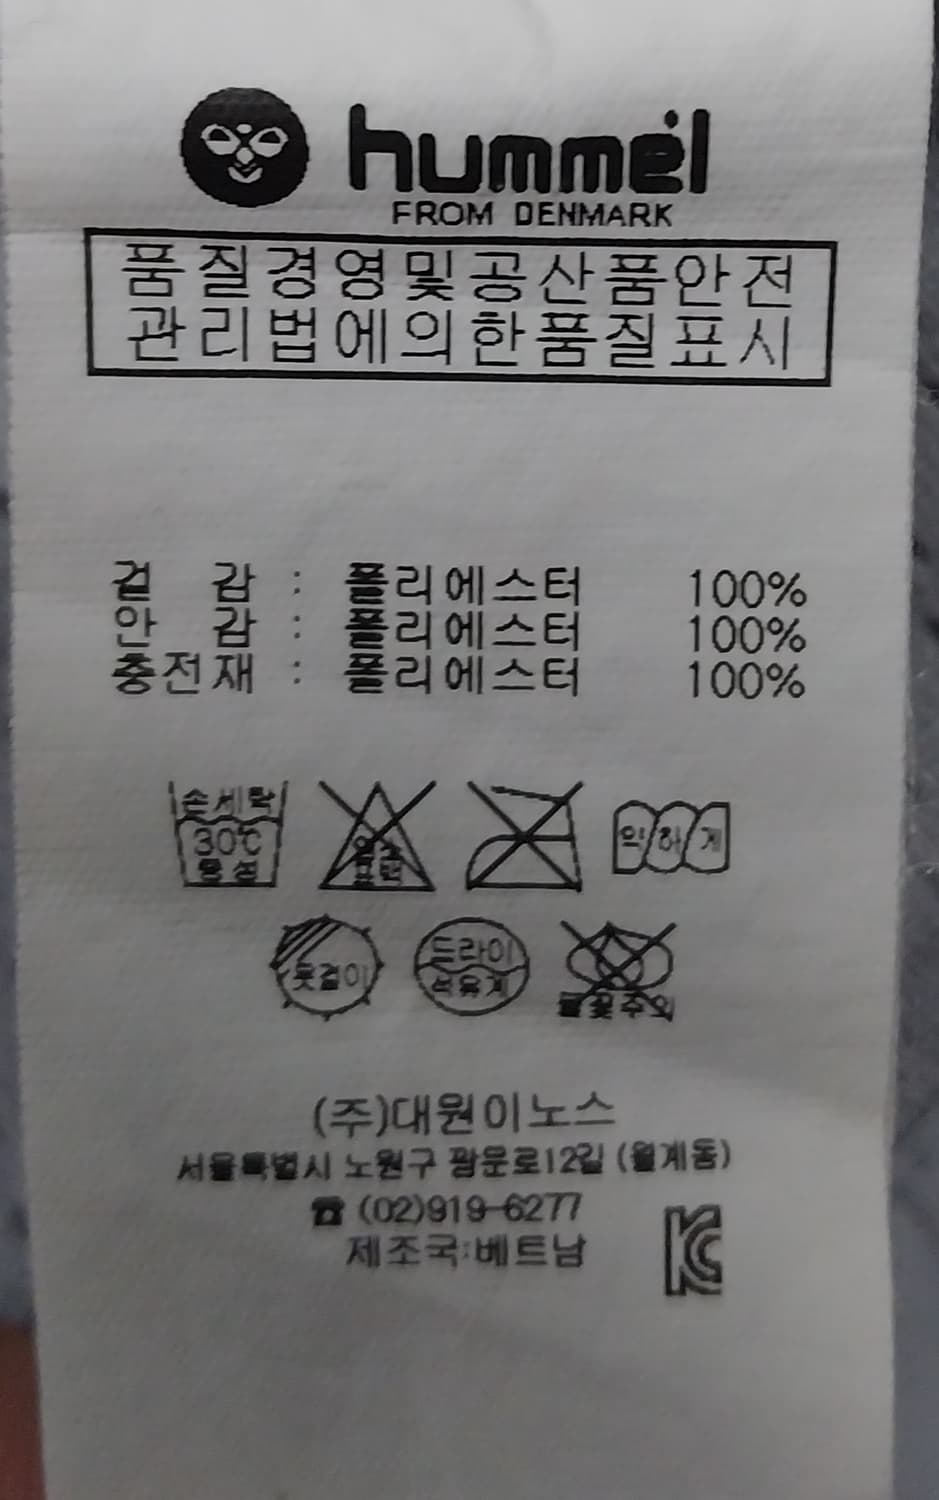 hummel
FROM DENMARK
품질경영및공산품안전
관리법에의한품질표시
겉 감 : 폴리에스터 100%
안 감 : 폴리에스터 100%
충전재 : 폴리에스터 100%
손세탁
30℃
중성
염소
표백
약하게
옷걸이
드라이
석유계
불꽃주의
(주)대원이노스
서울특별시 노원구 광운로12길 (월계동)
☎ (02)919-6277
제조국:베트남
KC